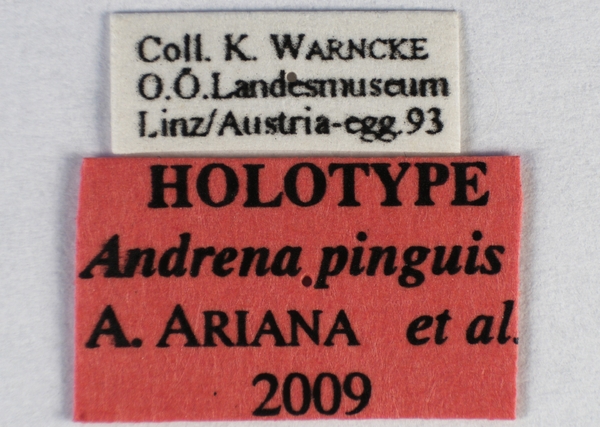 Coll. K. WARNCKE
O.Ö.Landesmuseum
Linz/Austria-egg.93
HOLOTYPE
Andrena pinguis
A. ARIANA et al.
2009